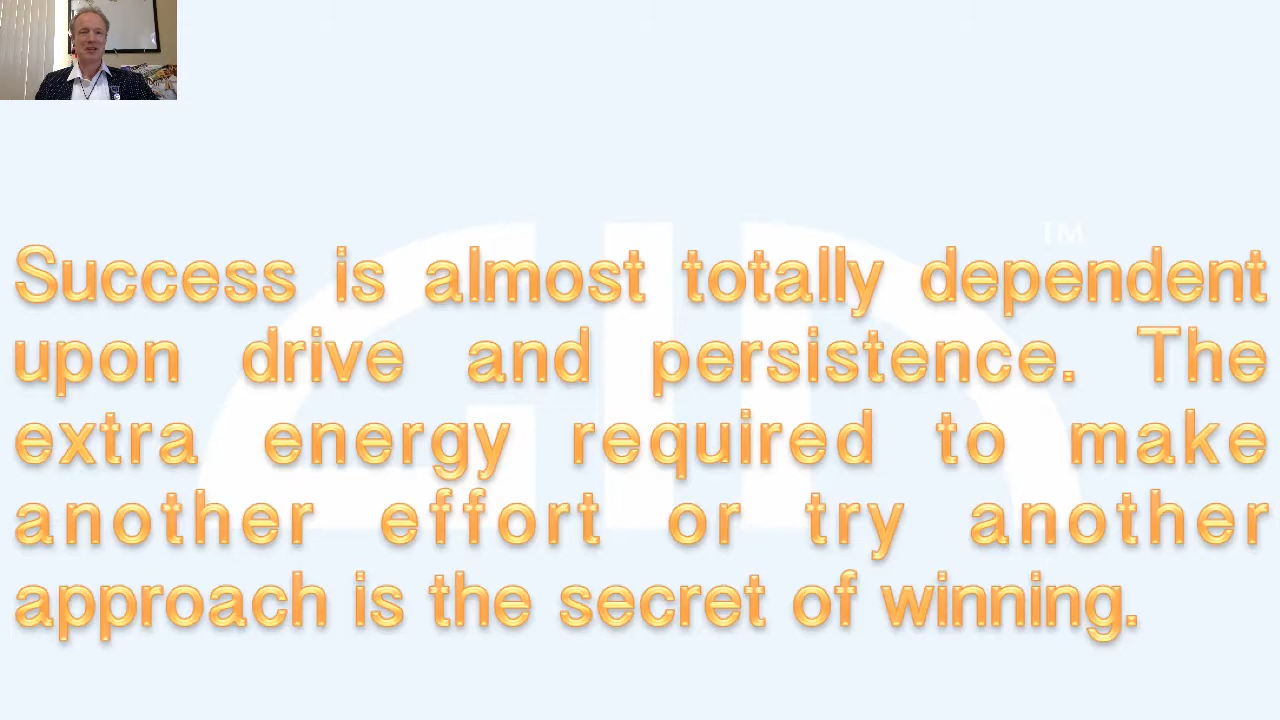 TM
Success is almost totally dependent
upon drive and persistence. The
extra energy required to make
another effort or try another
approach is the secret of winning.